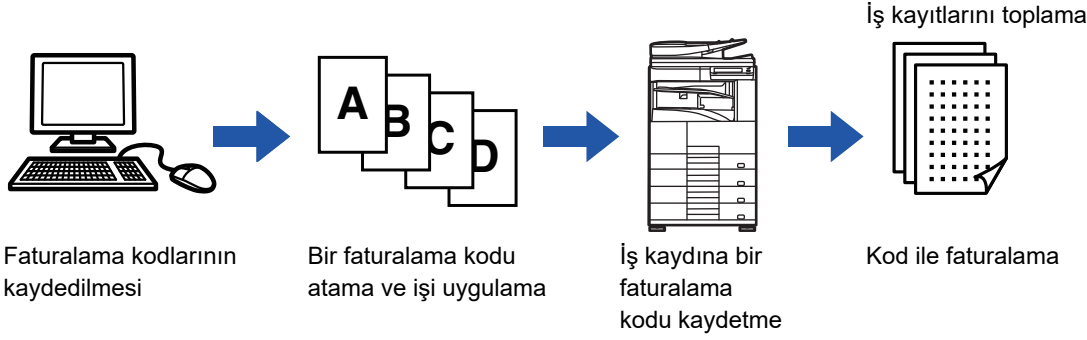 İş kayıtlarını toplama
A
B
C
D
Faturalama kodlarının
kaydedilmesi
Bir faturalama kodu
atama ve işi uygulama
İş kaydına bir
faturalama
kodu kaydetme
Kod ile faturalama